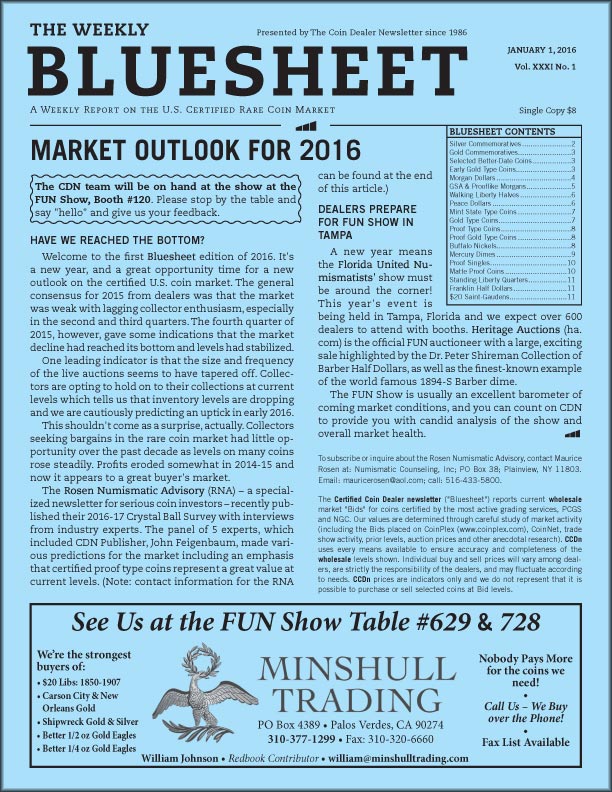 THE WEEKLY
Presented by The Coin Dealer Newsletter since 1986
BLUESHEET
JANUARY 1, 2016
Vol. XXXI No. 1
A Weekly Report on the U.S. Certified Rare Coin Market
Single Copy $8
MARKET OUTLOOK FOR 2016
The CDN team will be on hand at the show at the
FUN Show, Booth #120. Please stop by the table and
say "hello" and give us your feedback.
HAVE WE REACHED THE BOTTOM?
Welcome to the first Bluesheet edition of 2016. It's
a new year, and a great opportunity time for a new
outlook on the certified U.S. coin market. The general
consensus for 2015 from dealers was that the market
was weak with lagging collector enthusiasm, especially
in the second and third quarters. The fourth quarter of
2015, however, gave some indications that the market
decline had reached its bottom and levels had stabilized.
One leading indicator is that the size and frequency
of the live auctions seems to have tapered off. Collec-
tors are opting to hold on to their collections at current
levels which tells us that inventory levels are dropping
and we are cautiously predicting an uptick in early 2016.
This shouldn't come as a surprise, actually. Collectors
seeking bargains in the rare coin market had little op-
portunity over the past decade as levels on many coins
rose steadily. Profits eroded somewhat in 2014-15 and
now it appears to a great buyer's market.
The Rosen Numismatic Advisory (RNA) – a special-
ized newsletter for serious coin investors – recently pub-
lished their 2016-17 Crystal Ball Survey with interviews
from industry experts. The panel of 5 experts, which
included CDN Publisher, John Feigenbaum, made vari-
ous predictions for the market including an emphasis
that certified proof type coins represent a great value at
current levels. (Note: contact information for the RNA
can be found at the end
of this article.)
DEALERS PREPARE
FOR FUN SHOW IN
TAMPA
A new year means
the Florida United Nu-
mismatists' show must
be around the corner!
This year's event is
being held in Tampa, Florida and we expect over 600
dealers to attend with booths. Heritage Auctions (ha.
com) is the official FUN auctioneer with a large, exciting
sale highlighted by the Dr. Peter Shireman Collection of
Barber Half Dollars, as well as the finest-known example
of the world famous 1894-S Barber dime.
The FUN Show is usually an excellent barometer of
coming market conditions, and you can count on CDN
to provide you with candid analysis of the show and
overall market health.
BLUESHEET CONTENTS
Silver Commemoratives.......................2
Gold Commemoratives.......................3
Selected Better-Date Coins.................3
Early Gold Type Coins.......................3
Morgan Dollars.......................4
GSA & Prooflike Morgans.......................5
Walking Liberty Halves.......................6
Peace Dollars.......................6
Mint State Type Coins.......................7
Gold Type Coins.......................7
Proof Type Coins.......................8
Proof Gold Type Coins.......................8
Buffalo Nickels.......................8
Mercury Dimes.......................9
Proof Singles.......................10
Matte Proof Coins.......................10
Standing Liberty Quarters.......................11
Franklin Half Dollars.......................11
$20 Saint-Gaudens.......................11
To subscribe or inquire about the Rosen Numismatic Advisory, contact Maurice
Rosen at: Numismatic Counseling, Inc; PO Box 38; Plainview, NY 11803.
Email: mauricerosen@aol.com; call: 516-433-5800.
The Certified Coin Dealer newsletter ("Bluesheet") reports current wholesale
market "Bids" for coins certified by the most active grading services, PCGS
and NGC. Our values are determined through careful study of market activity
(including the Bids placed on CoinPlex (www.coinplex.com), CoinNet, trade
show activity, prior levels, auction prices and other anecdotal research). CCDn
uses every means available to ensure accuracy and completeness of the
wholesale levels shown. Individual buy and sell prices will vary among deal-
ers, are strictly the responsibility of the dealers, and may fluctuate according
to needs. CCDn prices are indicators only and we do not represent that it is
possible to purchase or sell selected coins at Bid levels.
See Us at the FUN Show Table #629 & 728
We're the strongest
buyers of:
• $20 Libs: 1850-1907
• Carson City & New
Orleans Gold
• Shipwreck Gold & Silver
• Better 1/2 oz Gold Eagles
• Better 1/4 oz Gold Eagles
MINSHULL
TRADING
PO Box 4389 • Palos Verdes, CA 90274
310-377-1299 • Fax: 310-320-6660
William Johnson • Redbook Contributor • william@minshulltrading.com
Nobody Pays More
for the coins we
need!
•
Call Us – We Buy
over the Phone!
•
Fax List Available